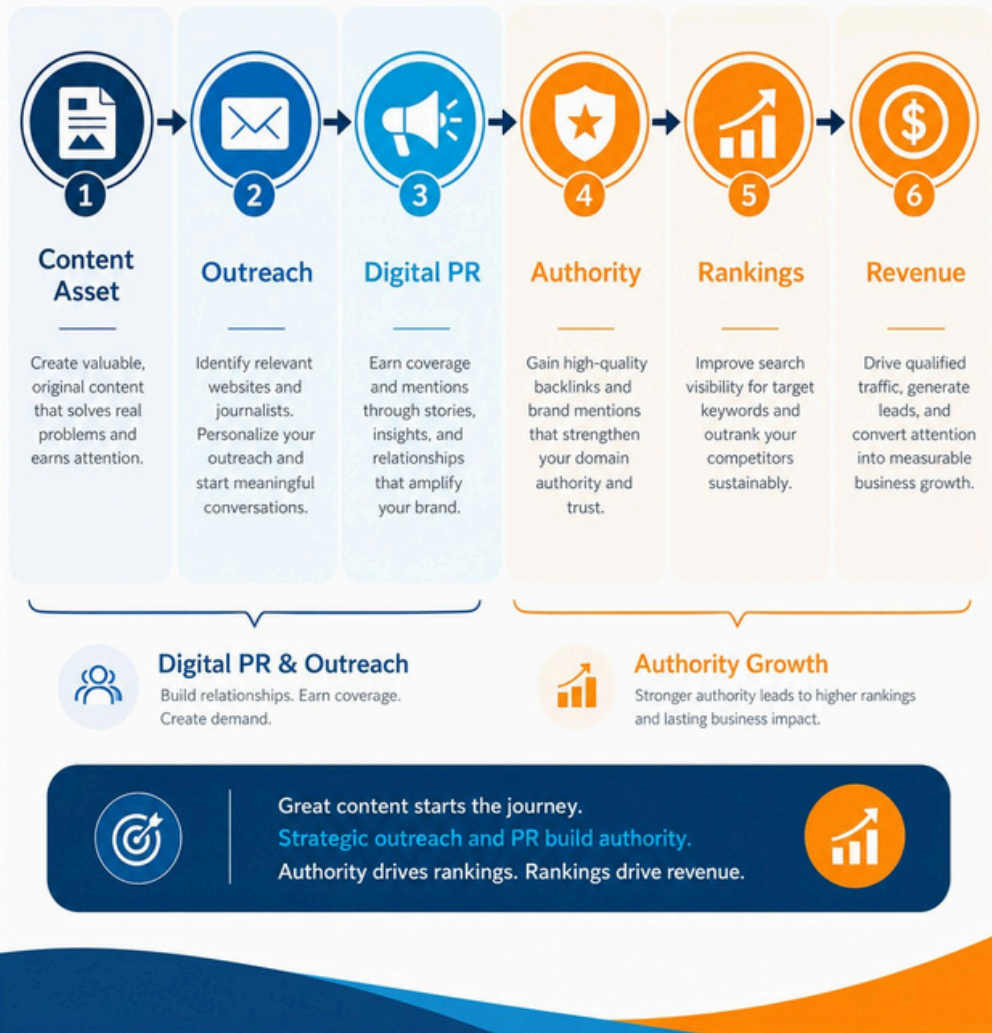 1
2
3
4
5
6
Content
Asset
Outreach
Digital PR
Authority
Rankings
Revenue
Create valuable,
original content
that solves real
problems and
earns attention.
Identify relevant
websites and
journalists.
Personalize your
outreach and
start meaningful
conversations.
Earn coverage
and mentions
through stories,
insights, and
relationships
that amplify
your brand.
Gain high-quality
backlinks and
brand mentions
that strengthen
your domain
authority and
trust.
Improve search
visibility for target
keywords and
outrank your
competitors
sustainably.
Drive qualified
traffic, generate
leads, and
convert attention
into measurable
business growth.
Digital PR & Outreach
Build relationships. Earn coverage.
Create demand.
Authority Growth
Stronger authority leads to higher rankings
and lasting business impact.
Great content starts the journey.
Strategic outreach and PR build authority.
Authority drives rankings. Rankings drive revenue.